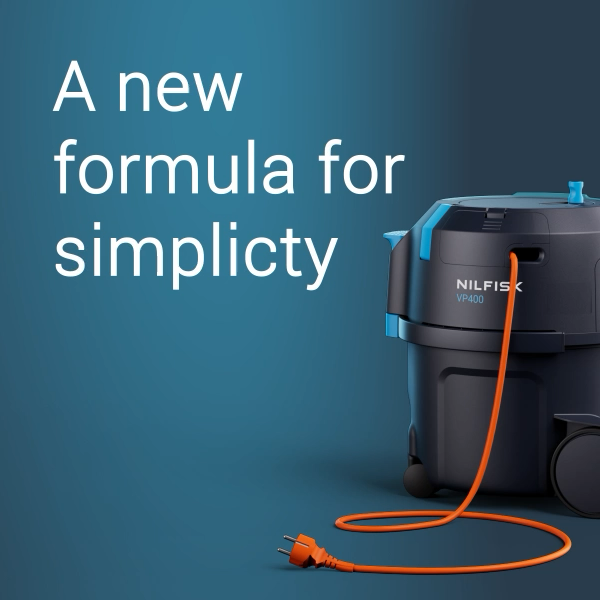 A new
formula for
simplicty
NILFISK
VP400